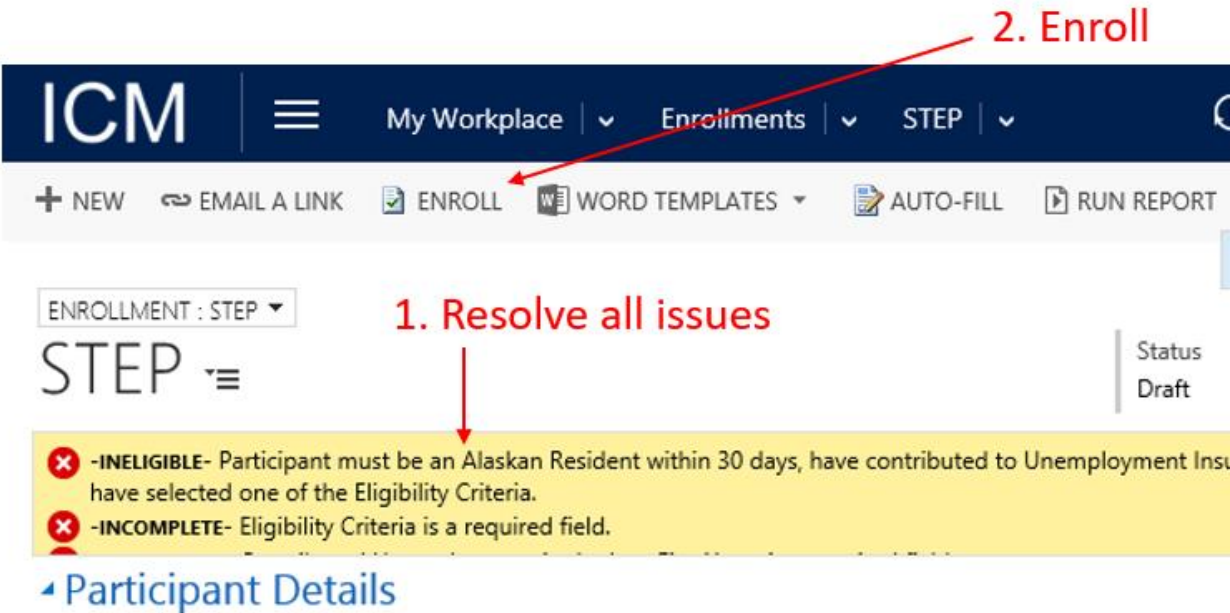 2. Enroll
ICM My Workplace Enrollments STEP
NEW EMAIL A LINK ENROLL WORD TEMPLATES AUTO-FILL RUN REPORT
ENROLLMENT : STEP
1. Resolve all issues
STEP
Status
Draft
-INELIGIBLE- Participant must be an Alaskan Resident within 30 days, have contributed to Unemployment Insu
have selected one of the Eligibility Criteria.
-INCOMPLETE- Eligibility Criteria is a required field.
Participant Details